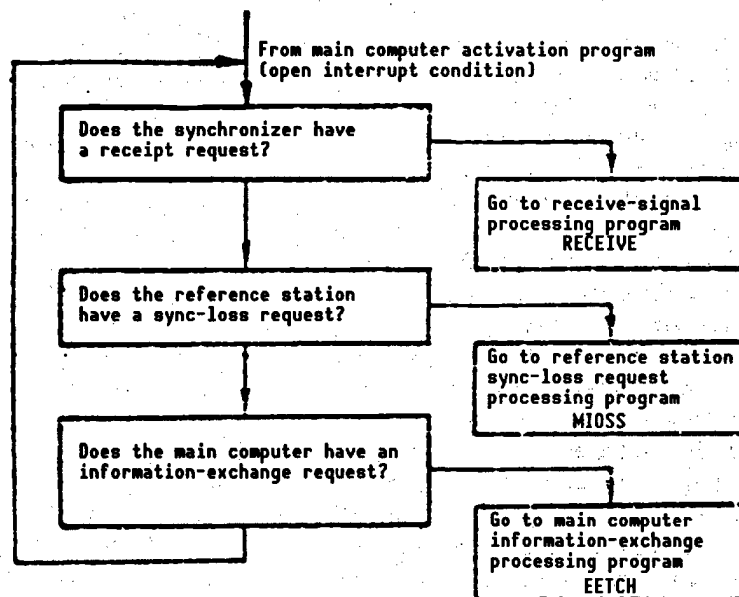 From main computer activation program
(open interrupt condition)
Does the synchronizer have
a receipt request?
Go to receive-signal
processing program
RECEIVE
Does the reference station
have a sync-loss request?
Go to reference station
sync-loss request
processing program
MIOSS
Does the main computer have an
information-exchange request?
Go to main computer
information-exchange
processing program
EETCH